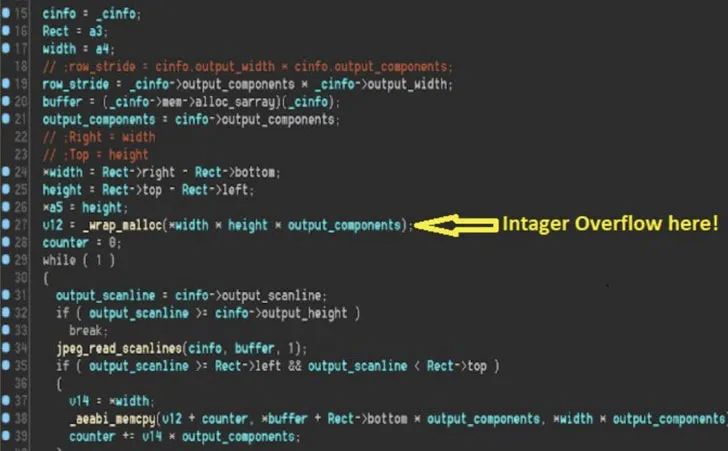 15 cinfo = _cinfo;
16 Rect = a3;
17 width = a4;
18 // ;row_stride = cinfo.output_width * cinfo.output_components;
19 row_stride = _cinfo->output_components * _cinfo->output_width;
20 buffer = (_cinfo->mem->alloc_sarray)(_cinfo);
21 output_components = cinfo->output_components;
22 // ;Right = width
23 // ;Top = height
24 *width = Rect->right - Rect->bottom;
25 height = Rect->top - Rect->left;
26 *a5 = height;
27 v12 = _wrap_malloc(*width * height * output_components); Intager Overflow here!
28 counter = 0;
29 while ( 1 )
30 {
31 output_scanline = cinfo->output_scanline;
32 if ( output_scanline >= cinfo->output_height )
33 break;
34 jpeg_read_scanlines(cinfo, buffer, 1);
35 if ( output_scanline >= Rect->left && output_scanline < Rect->top )
36 {
37 v14 = *width;
38 _aeabi_memcpy(v12 + counter, *buffer + Rect->bottom * output_components, *width * output_components)
39 counter += v14 * output_components;